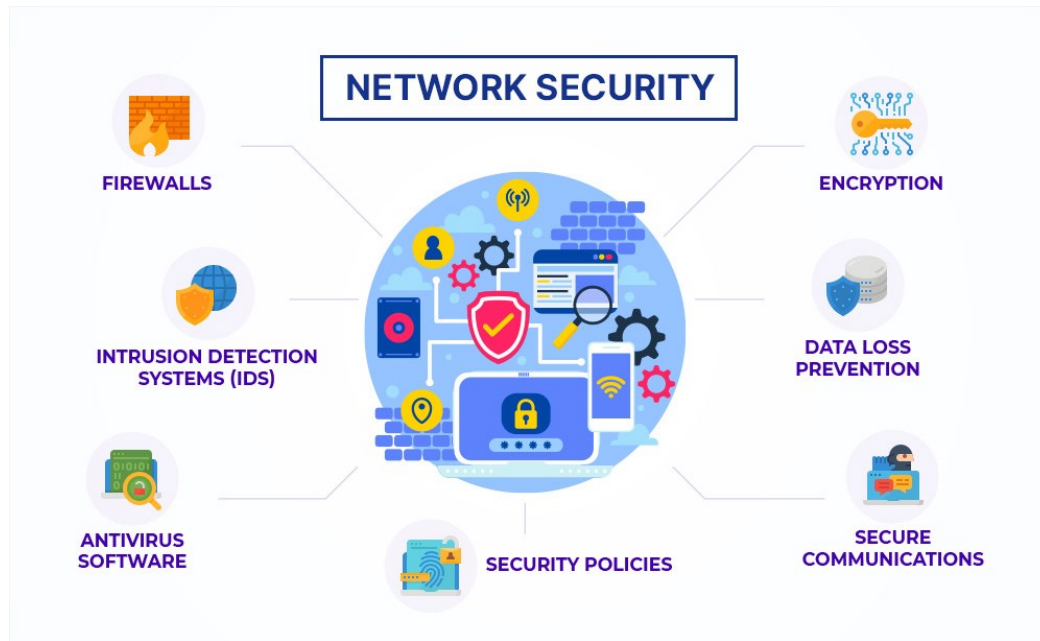 NETWORK SECURITY
FIREWALLS
ENCRYPTION
INTRUSION DETECTION
SYSTEMS (IDS)
DATA LOSS
PREVENTION
ANTIVIRUS
SOFTWARE
SECURITY POLICIES
SECURE
COMMUNICATIONS